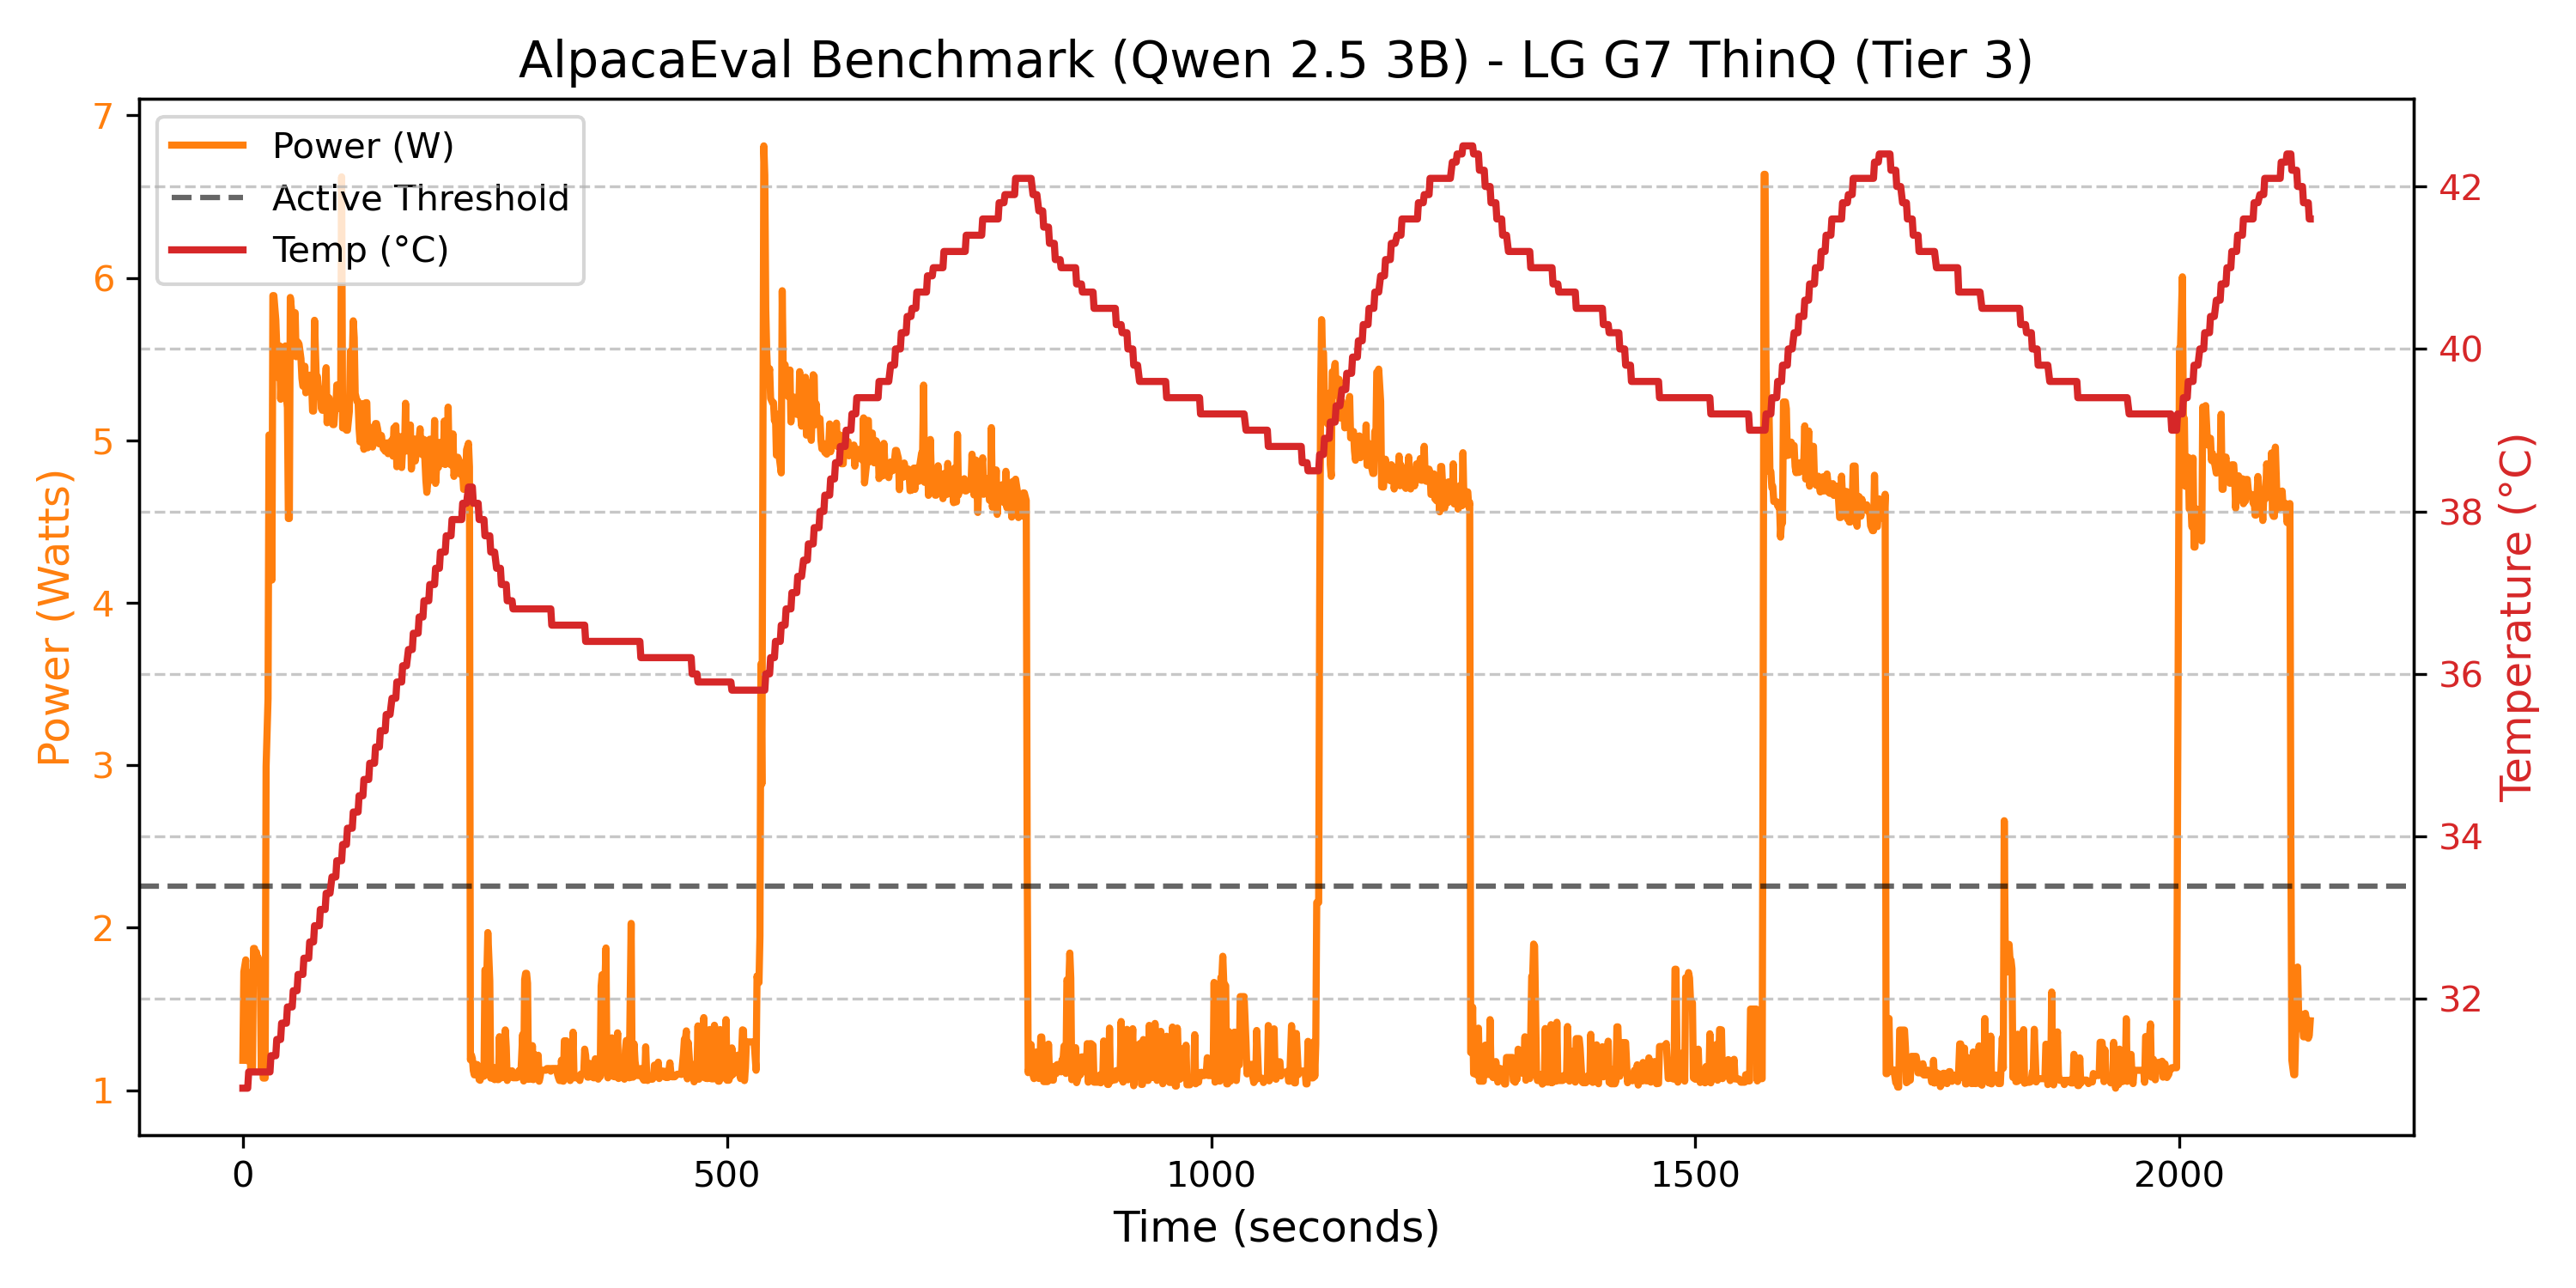 AlpacaEval Benchmark (Qwen 2.5 3B) - LG G7 ThinQ (Tier 3)
Power (W)
Active Threshold
Temp (°C)
Power (Watts)
7
6
5
4
3
2
1
42
40
38
36
34
32
Temperature (°C)
0
500
1000
1500
2000
Time (seconds)